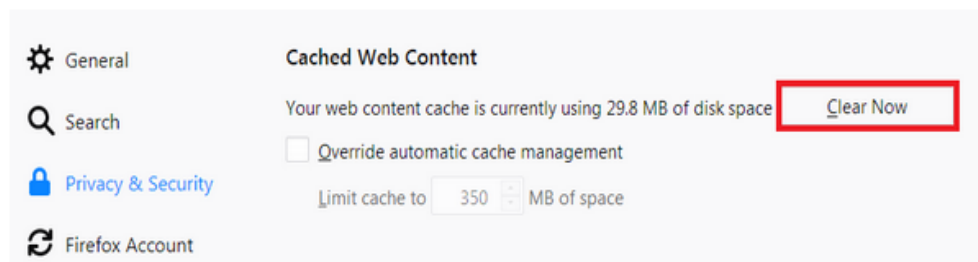 General
Search
Privacy & Security
Firefox Account
Cached Web Content
Your web content cache is currently using 29.8 MB of disk space Clear Now
Override automatic cache management
Limit cache to 350 MB of space